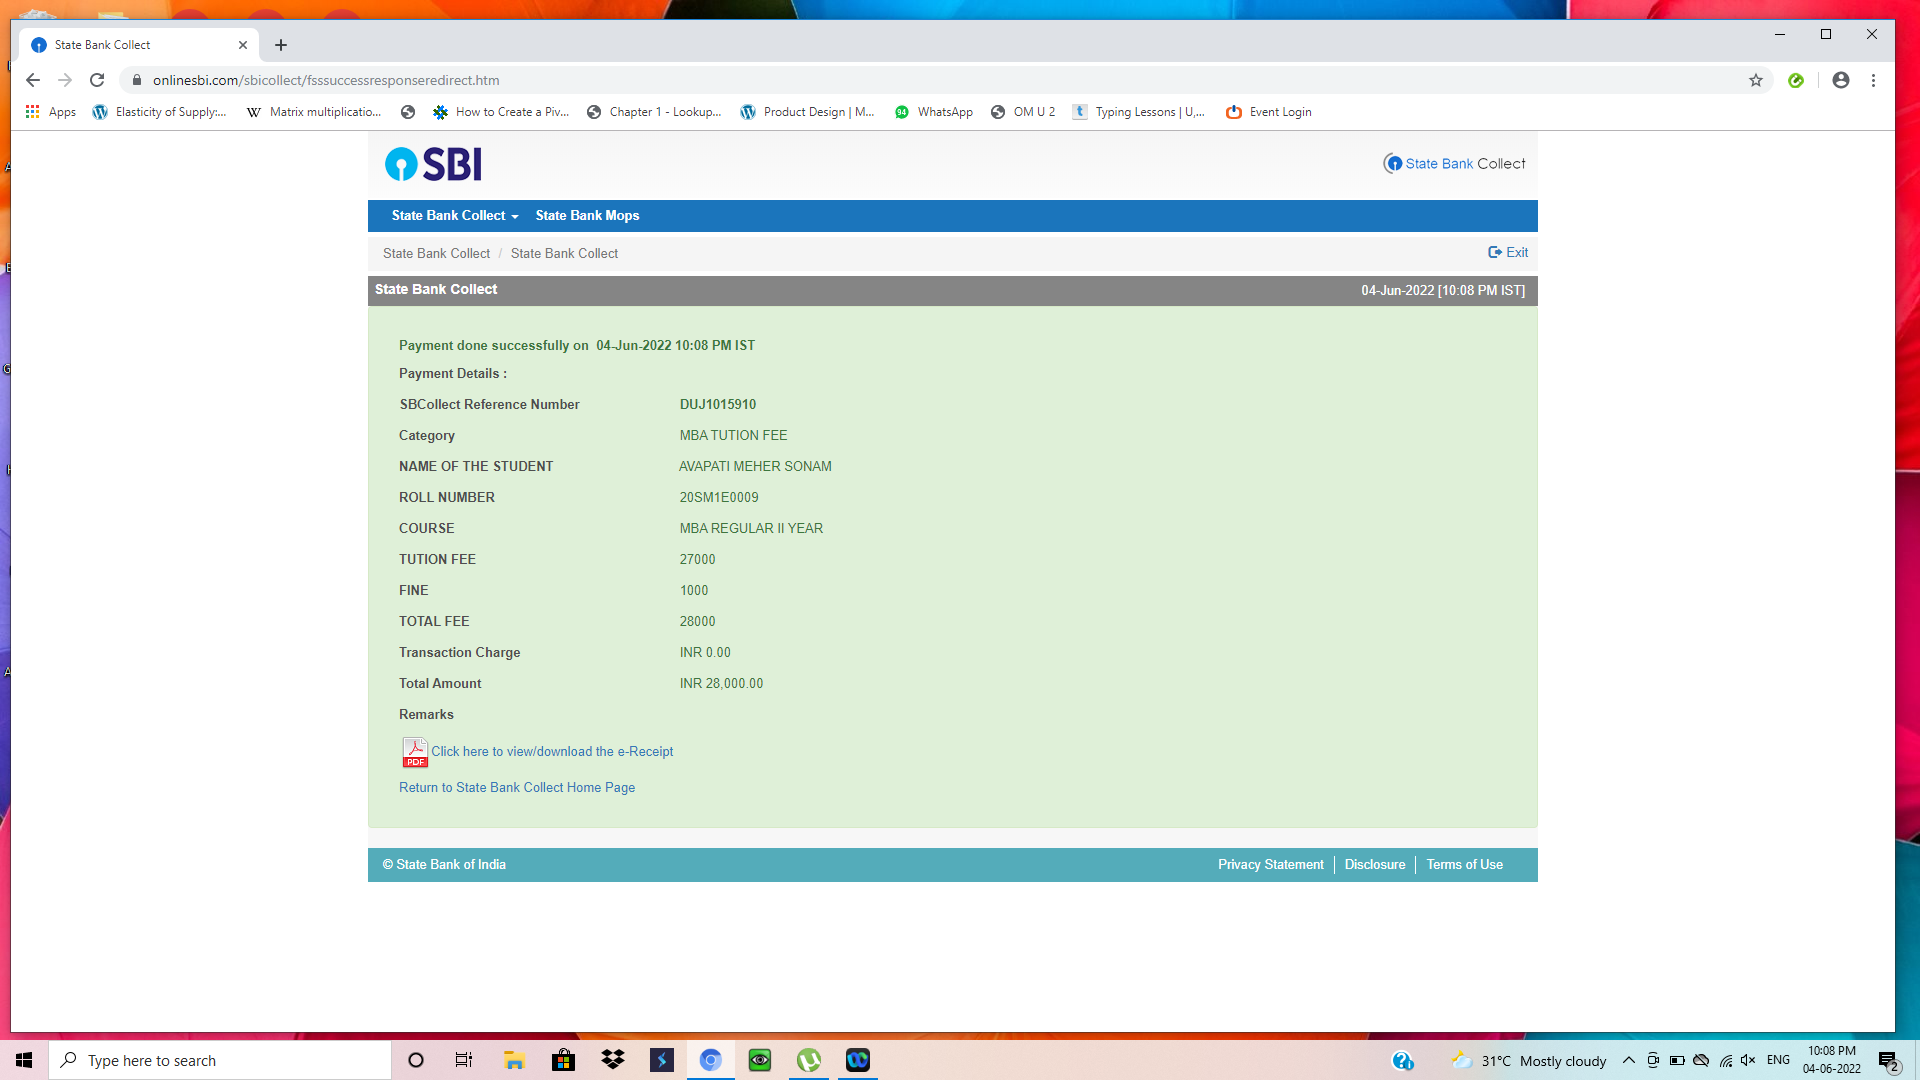 State Bank Collect
onlinesbi.com/sbicollect/fsssuccessresponseredirect.htm
Apps Elasticity of Supply:... Matrix multiplicatio... How to Create a Piv... Chapter 1 - Lookup... Product Design | M... 94 WhatsApp OM U 2 t Typing Lessons | U,... Event Login
SBI State Bank Collect
State Bank Collect State Bank Mops
State Bank Collect / State Bank Collect Exit
State Bank Collect 04-Jun-2022 [10:08 PM IST]
Payment done successfully on 04-Jun-2022 10:08 PM IST
Payment Details :
SBCollect Reference Number DUJ1015910
Category MBA TUTION FEE
NAME OF THE STUDENT AVAPATI MEHER SONAM
ROLL NUMBER 20SM1E0009
COURSE MBA REGULAR II YEAR
TUTION FEE 27000
FINE 1000
TOTAL FEE 28000
Transaction Charge INR 0.00
Total Amount INR 28,000.00
Remarks
PDF Click here to view/download the e-Receipt
Return to State Bank Collect Home Page
© State Bank of India Privacy Statement Disclosure Terms of Use
Type here to search 31°C Mostly cloudy ENG 10:08 PM
04-06-2022 2